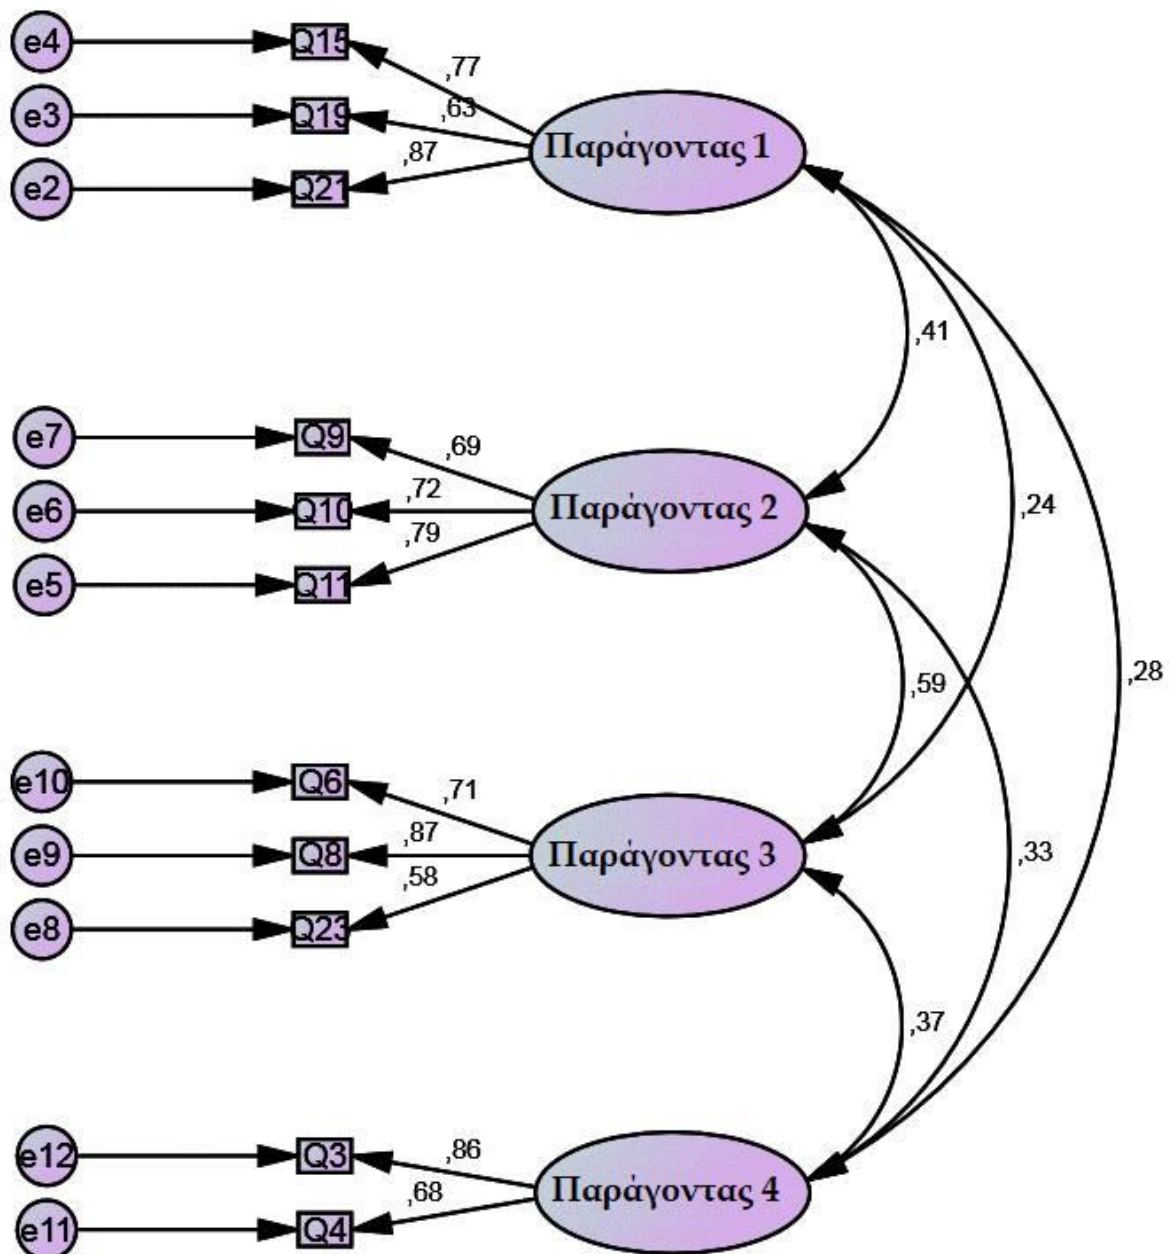 e4 Q15 ,77
e3 Q19 ,63
Παράγοντας 1
e2 Q21 ,87
,41
e7 Q9 ,69
e6 Q10 ,72
Παράγοντας 2
,24
e5 Q11 ,79
,59
,28
e10 Q6 ,71
e9 Q8 ,87
Παράγοντας 3
,33
e8 Q23 ,58
,37
e12 Q3 ,86
Παράγοντας 4
e11 Q4 ,68